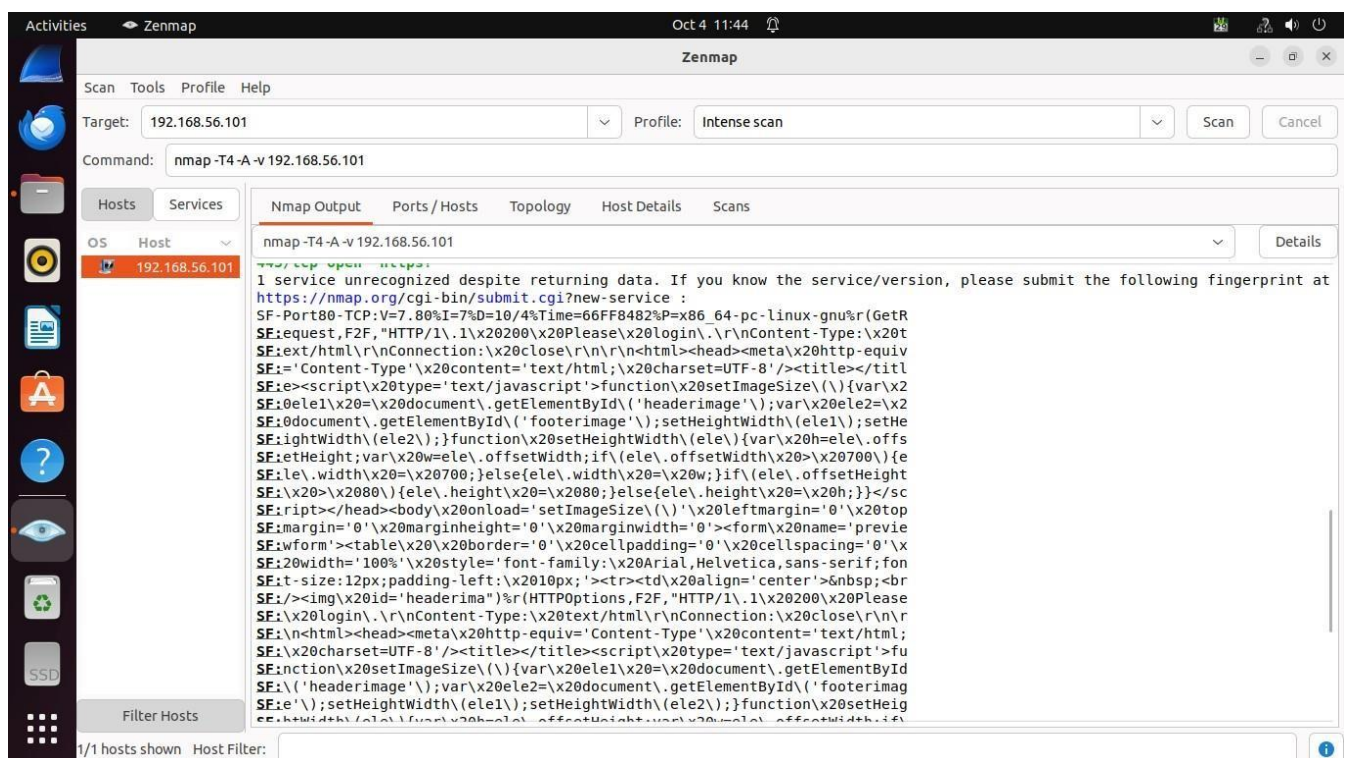 Activities Zenmap Oct 4 11:44
Zenmap
Scan Tools Profile Help
Target: 192.168.56.101 Profile: Intense scan Scan Cancel
Command: nmap -T4 -A -v 192.168.56.101
Hosts Services Nmap Output Ports / Hosts Topology Host Details Scans
OS Host nmap -T4 -A -v 192.168.56.101 Details
192.168.56.101
443/tcp open https?
1 service unrecognized despite returning data. If you know the service/version, please submit the following fingerprint at
https://nmap.org/cgi-bin/submit.cgi?new-service :
SF-Port80-TCP:V=7.80%I=7%D=10/4%Time=66FF8482%P=x86_64-pc-linux-gnu%r(GetR
SF:equest,F2F,"HTTP/1\.1\x20200\x20Please\x20login\.\r\nContent-Type:\x20t
SF:ext/html\r\nConnection:\x20close\r\n\r\n<html><head><meta\x20http-equiv
SF:='Content-Type'\x20content='text/html;\x20charset=UTF-8'/><title></titl
SF:e><script\x20type='text/javascript'>function\x20setImageSize\(\){var\x2
SF:0ele1\x20=\x20document\.getElementById\('headerimage'\);var\x20ele2=\x2
SF:0document\.getElementById\('footerimage'\);setHeightWidth\(ele1\);setHe
SF:ightWidth\(ele2\);}function\x20setHeightWidth\(ele\){var\x20h=ele\.offs
SF:etHeight;var\x20w=ele\.offsetWidth;if\(ele\.offsetWidth\x20>\x20700\){e
SF:le\.width\x20=\x20700;}else{ele\.width\x20=\x20w;}if\(ele\.offsetHeight
SF:\x20>\x2080\){ele\.height\x20=\x2080;}else{ele\.height\x20=\x20h;}}</sc
SF:ript></head><body\x20onload='setImageSize\(\)'\x20leftmargin='0'\x20top
SF:margin='0'\x20marginheight='0'\x20marginwidth='0'><form\x20name='previe
SF:wform'><table\x20\x20border='0'\x20cellpadding='0'\x20cellspacing='0'\x
SF:20width='100%'\x20style='font-family:\x20Arial,Helvetica,sans-serif;fon
SF:t-size:12px;padding-left:\x2010px;'><tr><td\x20align='center'>&nbsp;<br
SF:/><img\x20id='headerima")%r(HTTPOptions,F2F,"HTTP/1\.1\x20200\x20Please
SF:\x20login\.\r\nContent-Type:\x20text/html\r\nConnection:\x20close\r\n\r
SF:\n<html><head><meta\x20http-equiv='Content-Type'\x20content='text/html;
SF:\x20charset=UTF-8'/><title></title><script\x20type='text/javascript'>fu
SF:nction\x20setImageSize\(\){var\x20ele1\x20=\x20document\.getElementById
SF:\('headerimage'\);var\x20ele2=\x20document\.getElementById\('footerimag
SF:e'\);setHeightWidth\(ele1\);setHeightWidth\(ele2\);}function\x20setHeig
SF:htWidth\(ele\){var\x20h=ele\.offsetHeight;var\x20w=ele\.offsetWidth;if\
SSD
Filter Hosts
1/1 hosts shown Host Filter: